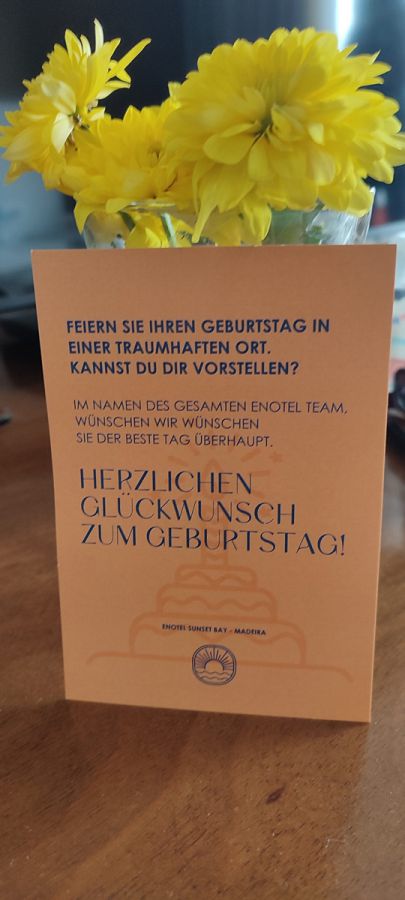 FEIERN SIE IHREN GEBURTSTAG IN
EINER TRAUMHAFTEN ORT.
KANNST DU DIR VORSTELLEN?
IM NAMEN DES GESAMTEN ENOTEL TEAM,
WÜNSCHEN WIR WÜNSCHEN
SIE DER BESTE TAG ÜBERHAUPT.
HERZLICHEN
GLÜCKWUNSCH
ZUM GEBURTSTAG!
ENOTEL SUNSET BAY - MADEIRA